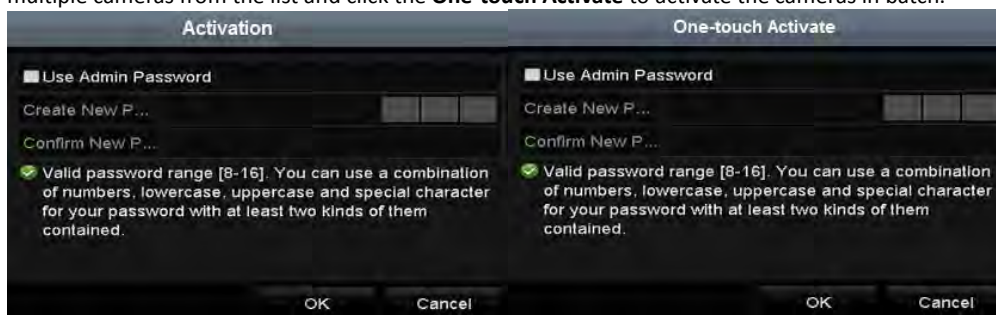 multiple cameras from the list and click the One-touch Activate to activate the cameras in batch.
Activation
Use Admin Password
Create New P...
Confirm New P...
Valid password range [8-16]. You can use a combination
of numbers, lowercase, uppercase and special character
for your password with at least two kinds of them
contained.
OK Cancel
One-touch Activate
Use Admin Password
Create New P...
Confirm New P...
Valid password range [8-16]. You can use a combination
of numbers, lowercase, uppercase and special character
for your password with at least two kinds of them
contained.
OK Cancel